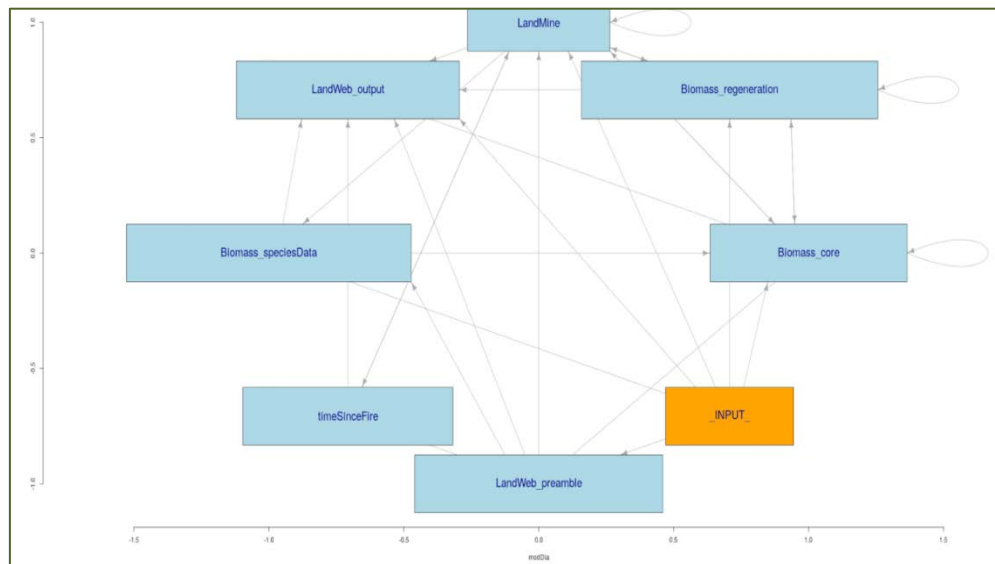 LandMine
LandWeb_output
Biomass_regeneration
Biomass_speciesData
Biomass_core
timeSinceFire
_INPUT_
LandWeb_preamble
1.0
0.5
0.0
-0.5
-1.0
-1.5 -1.0 -0.5 0.0 0.5 1.0 1.5
modDia